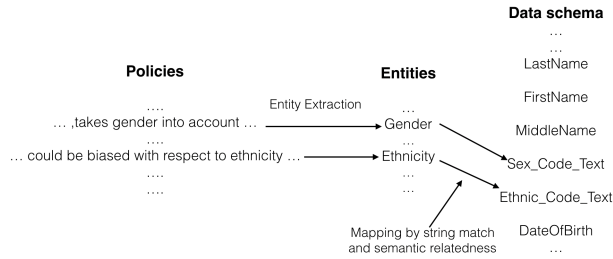 Policies
....
... ,takes gender into account ...
....
... could be biased with respect to ethnicity ...
....
....
Entity Extraction
Entities
...
Gender
...
Ethnicity
...
...
Mapping by string match
and semantic relatedness
Data schema
...
...
LastName
FirstName
MiddleName
Sex_Code_Text
Ethnic_Code_Text
DateOfBirth
...